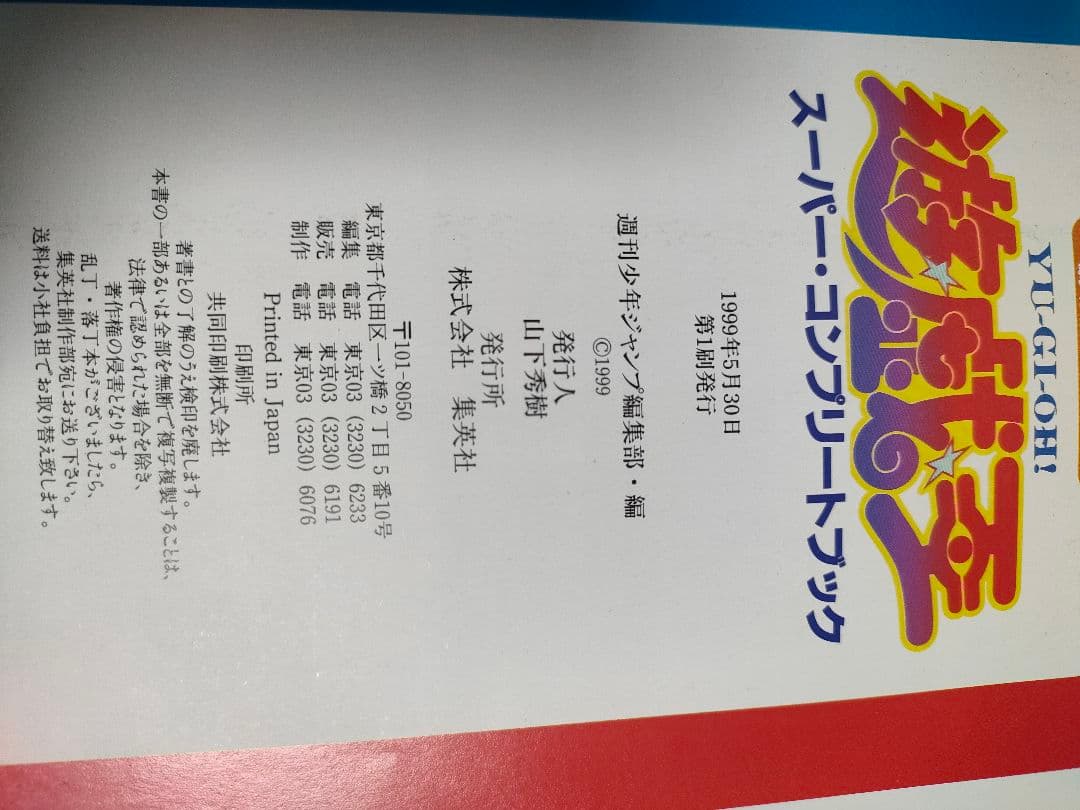 YU-GI-OH!
遊☆戯☆王
スーパー・コンプリートブック
1999年5月30日
第1刷発行
週刊少年ジャンプ編集部・編
©1999
発行人
山下秀樹
発行所
株式会社 集英社
〒101-8050
東京都千代田区一ツ橋2丁目5番10号
編集 電話 東京03 (3230) 6233
販売 電話 東京03 (3230) 6191
制作 電話 東京03 (3230) 6076
Printed in Japan
印刷所
共同印刷株式会社
著書との了解のうえ検印を廃します。
本書の一部あるいは全部を無断で複写複製することは、
法律で認められた場合を除き、
著作権の侵害となります。
乱丁・落丁本がございましたら、
集英社制作部宛にお送り下さい。
送料は小社負担でお取り替え致します。